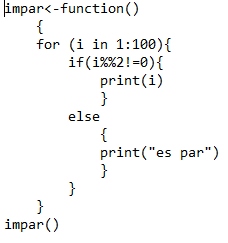 impar<-function()
{
for (i in 1:100){
if(i%%2!=0){
print(i)
}
else
{
print("es par")
}
}
}
impar()